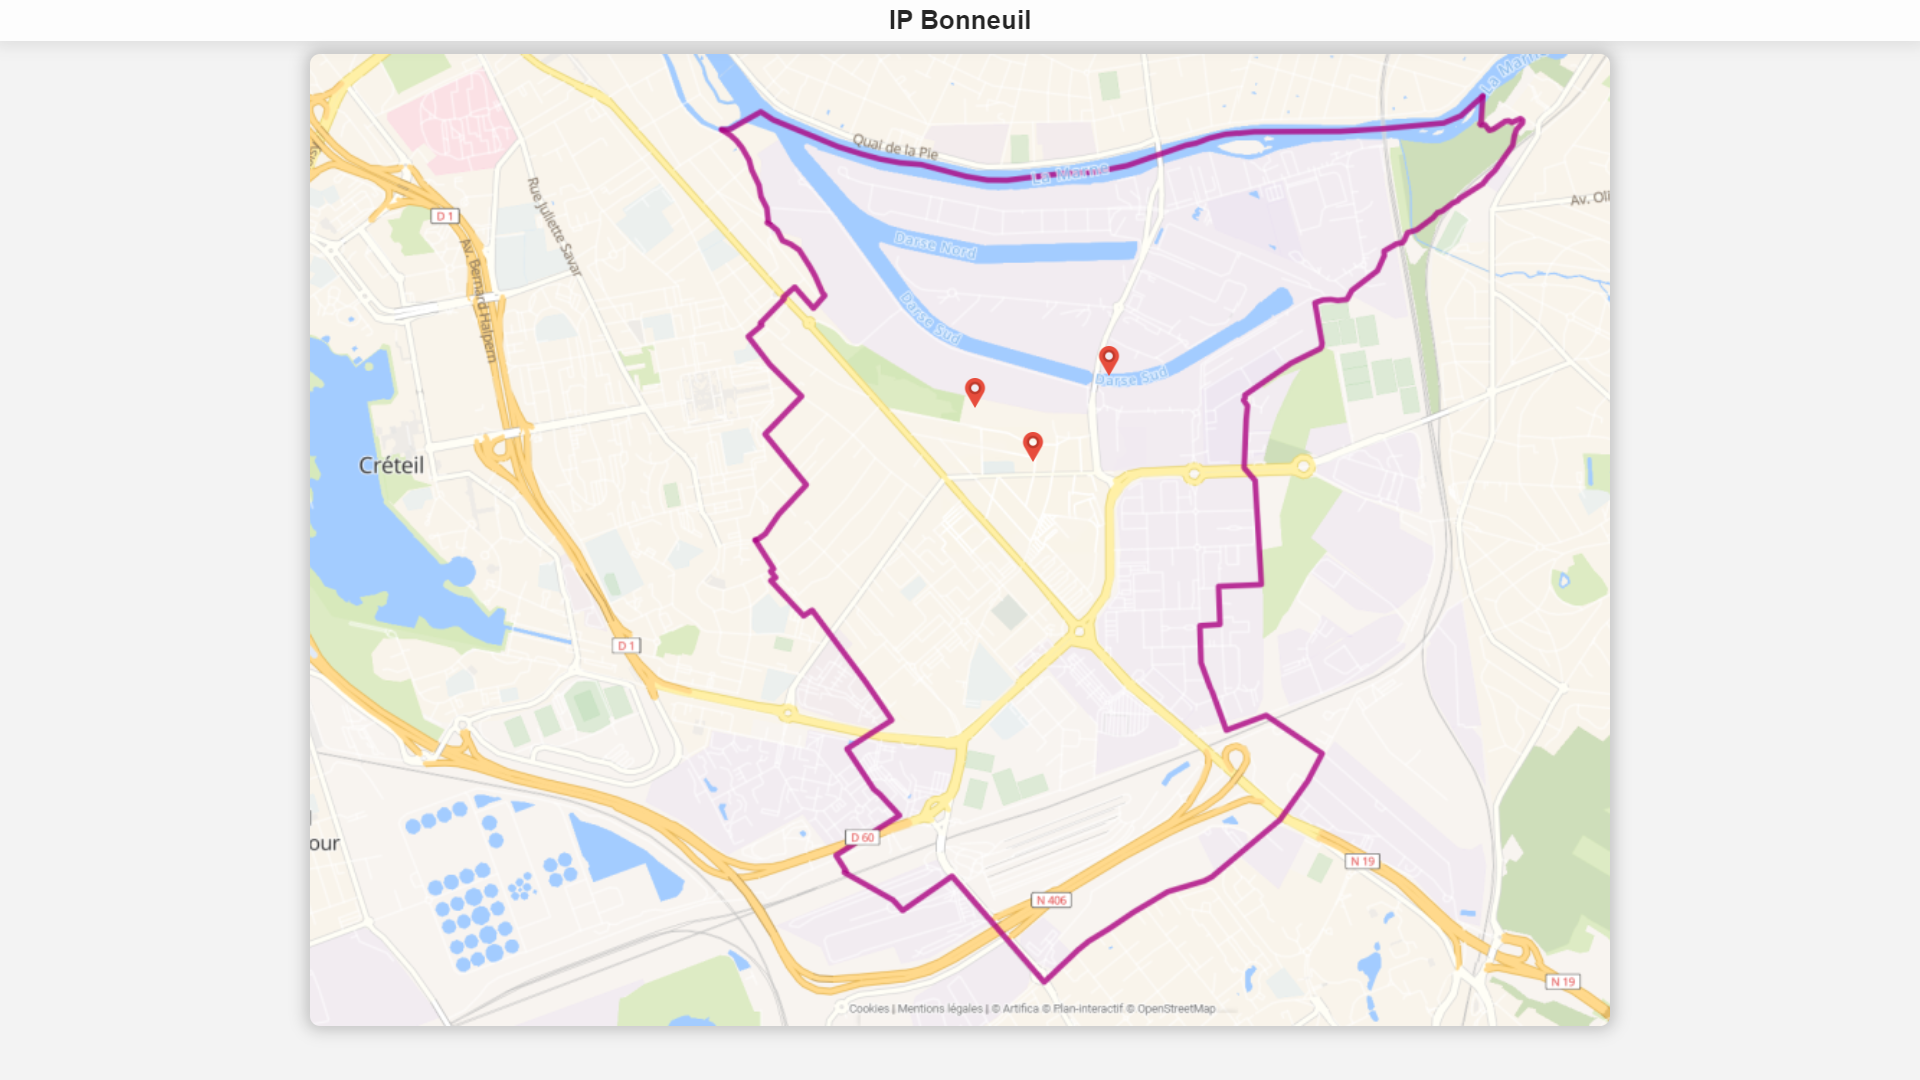 IP Bonneuil
La Marne
Quai de la Pie
La Marne
Rue Juliette Savar
Av. Oli
D 1
Darse Nord
Av. Bernard Halpern
Darse Sud
Darse Sud
Créteil
D 1
D 60
our
N 19
N 406
N 19
Cookies | Mentions légales | © Artifica © Plan-interactif © OpenStreetMap